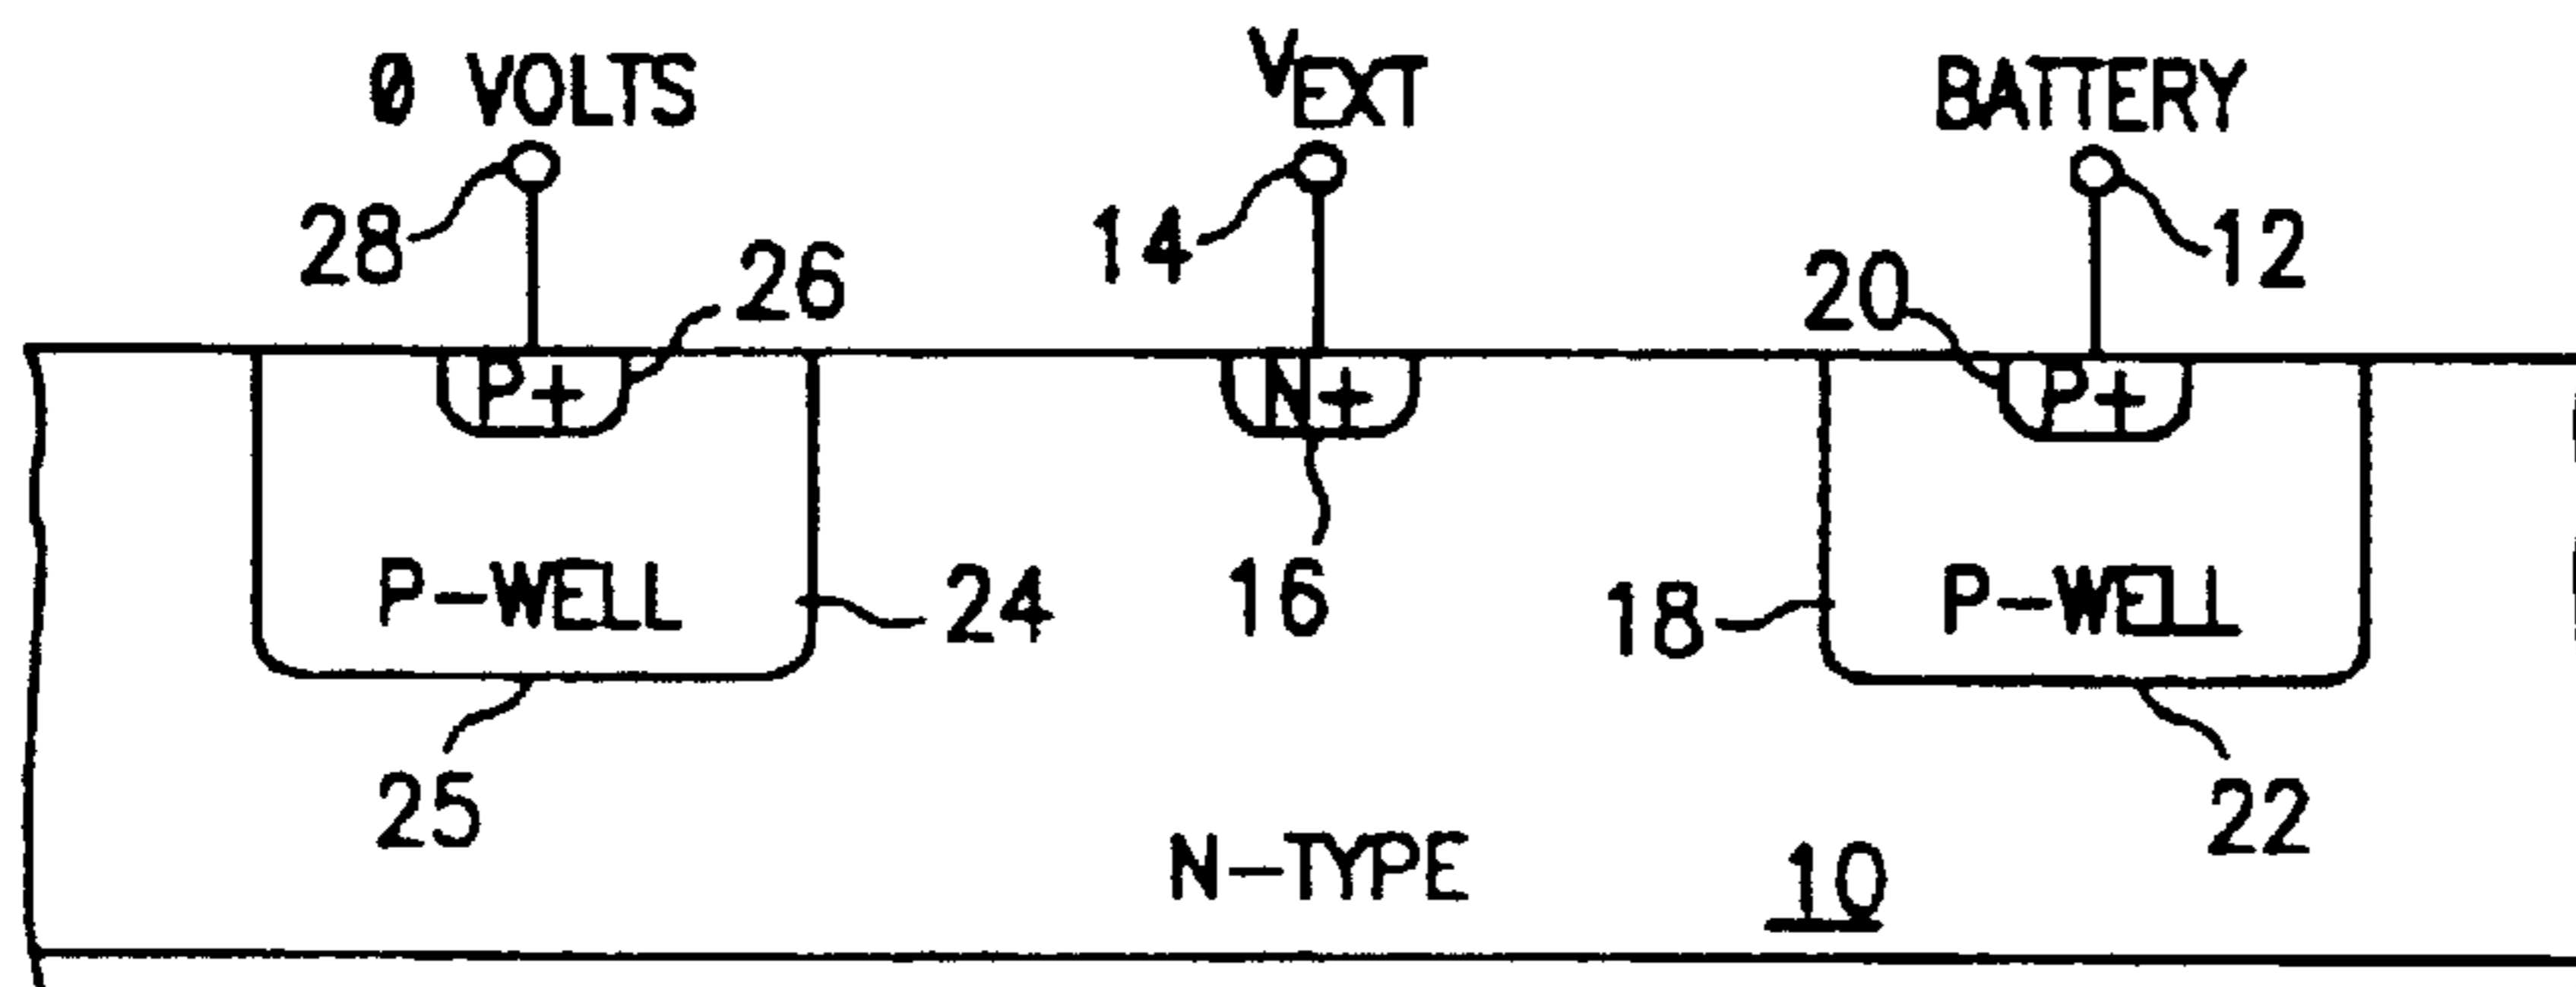 0 VOLTS
VEXT
BATTERY
28
26
14
20
12
P+
N+
P+
P-WELL
24
16
18
P-WELL
25
22
N-TYPE
10